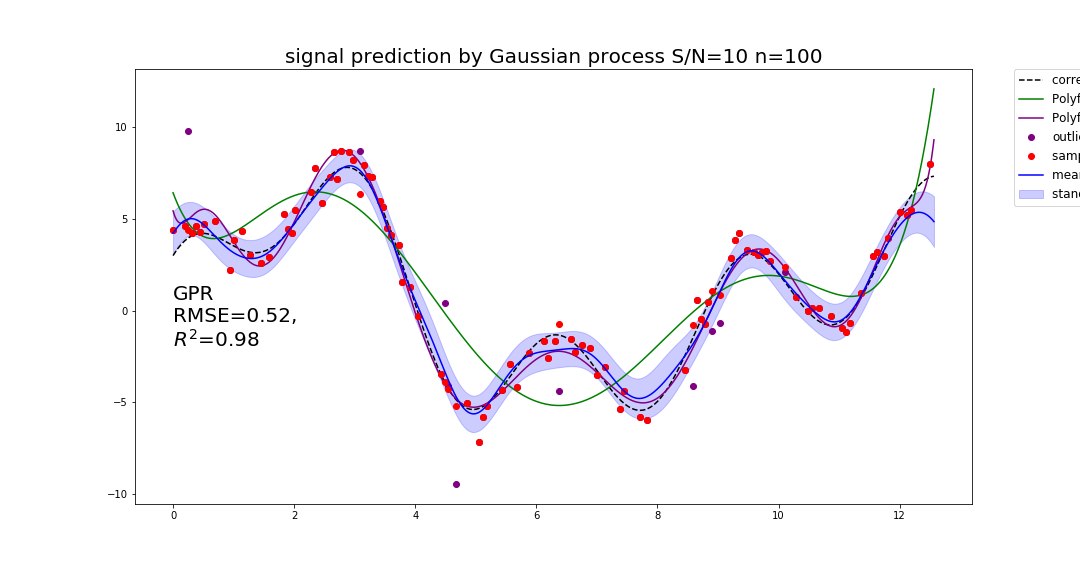 signal prediction by Gaussian process S/N=10 n=100
10
5
0
−5
−10
GPR
RMSE=0.52,
R²=0.98
0 2 4 6 8 10 12
corre
Polyf
Polyf
outli
samp
mear
stand